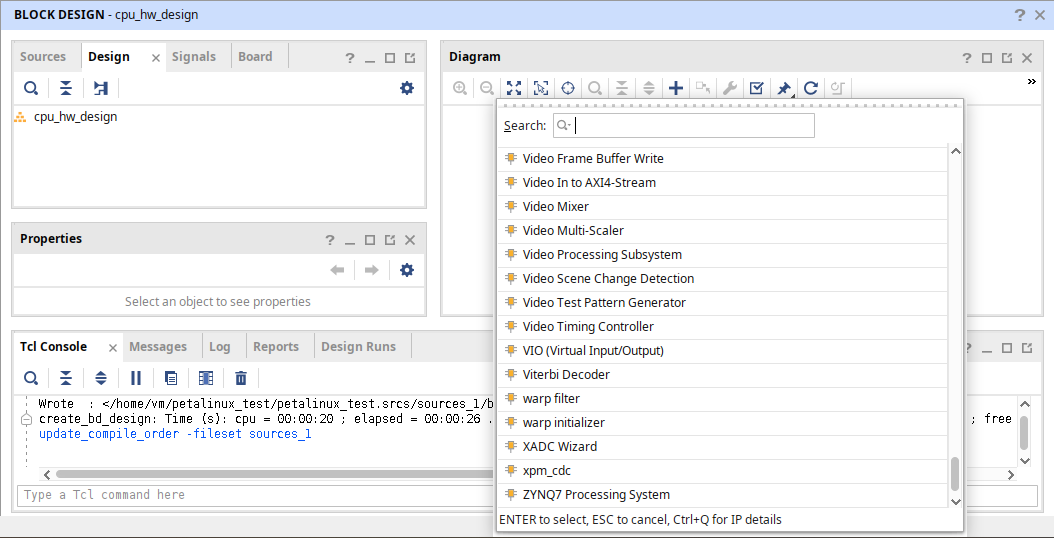 BLOCK DESIGN - cpu_hw_design
Sources Design Signals Board
cpu_hw_design
Properties
Select an object to see properties
Tcl Console Messages Log Reports Design Runs
Wrote : </home/vm/petalinux_test/petalinux_test.srcs/sources_1/b
create_bd_design: Time (s): cpu = 00:00:20 ; elapsed = 00:00:26 . ; free
update_compile_order -fileset sources_1
Type a Tcl command here
Diagram
Search:
Video Frame Buffer Write
Video In to AXI4-Stream
Video Mixer
Video Multi-Scaler
Video Processing Subsystem
Video Scene Change Detection
Video Test Pattern Generator
Video Timing Controller
VIO (Virtual Input/Output)
Viterbi Decoder
warp filter
warp initializer
XADC Wizard
xpm_cdc
ZYNQ7 Processing System
ENTER to select, ESC to cancel, Ctrl+Q for IP details